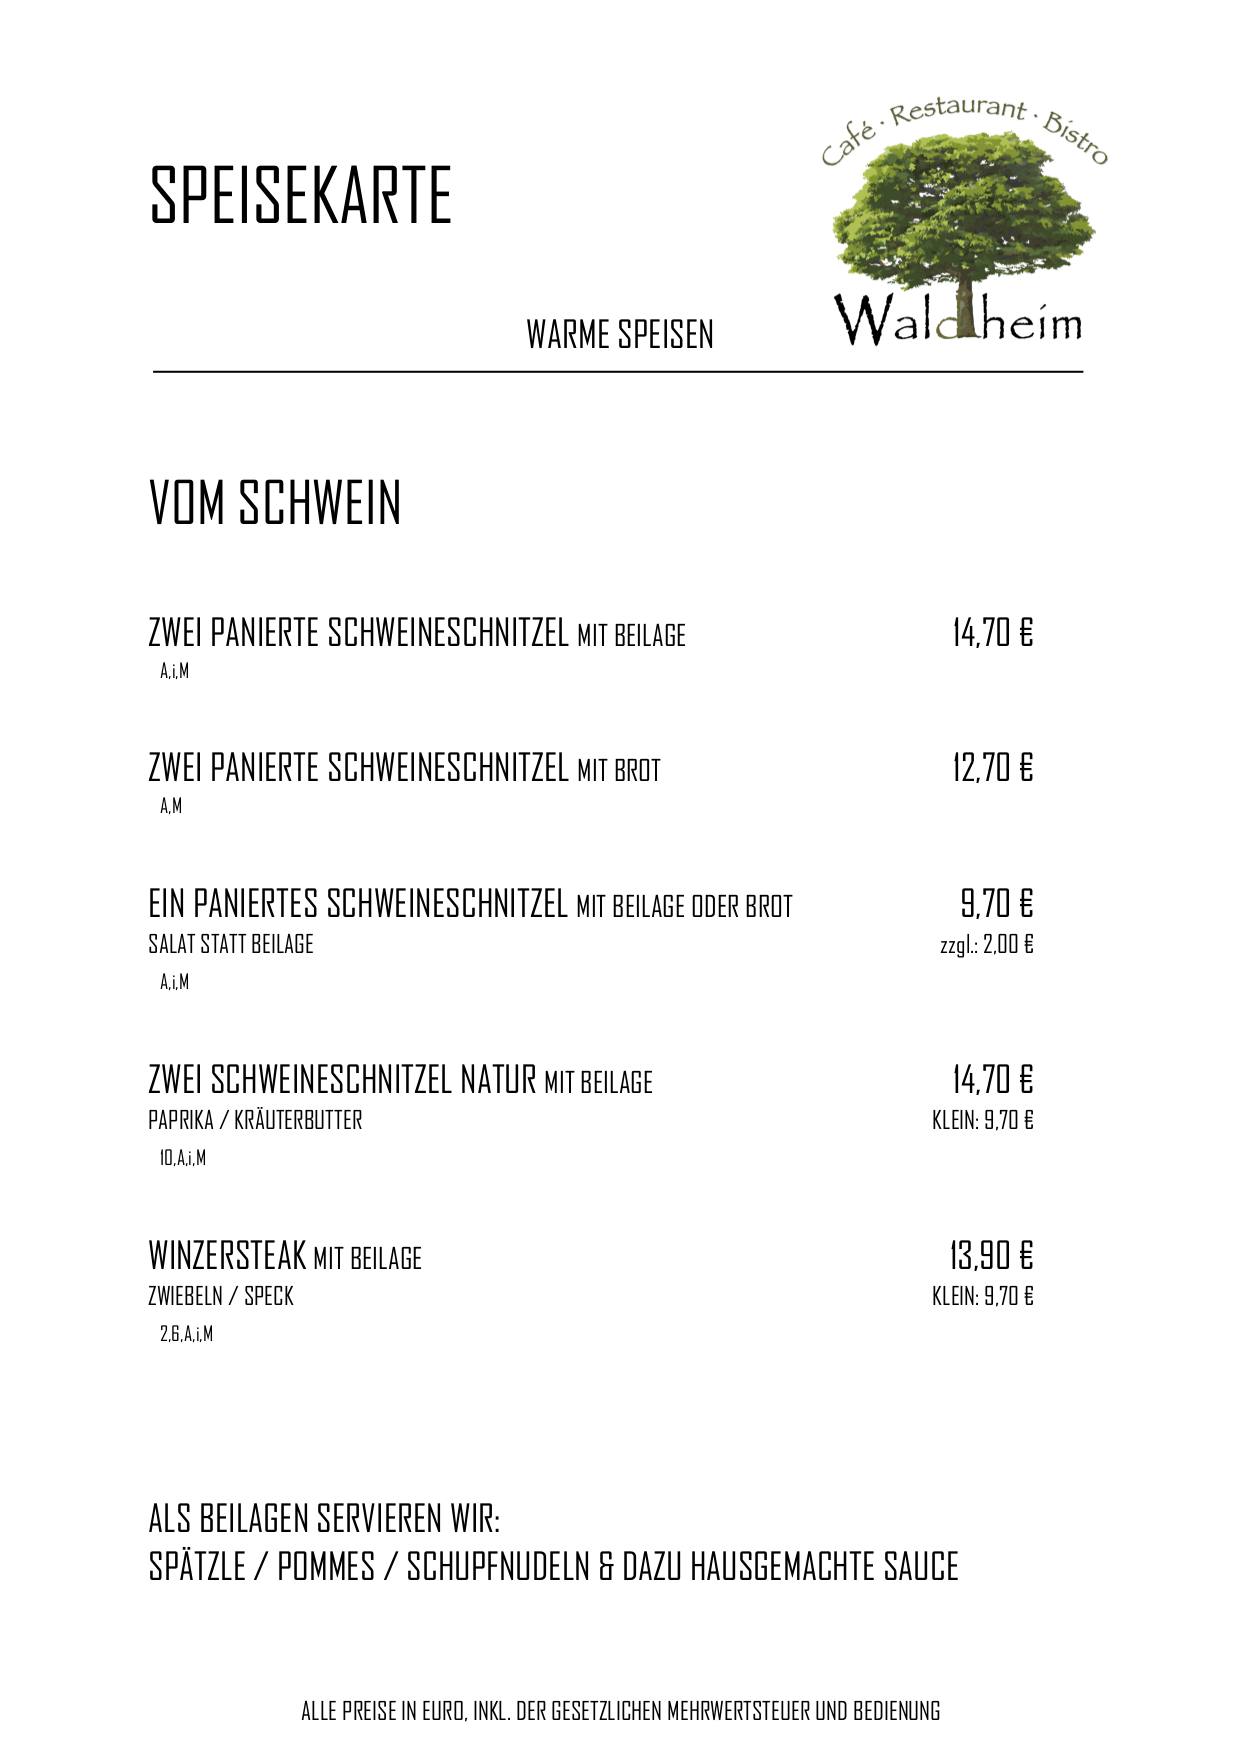 Café · Restaurant · Bistro
SPEISEKARTE
Waldheim
WARME SPEISEN
VOM SCHWEIN
ZWEI PANIERTE SCHWEINESCHNITZEL MIT BEILAGE 14,70 €
A,i,M
ZWEI PANIERTE SCHWEINESCHNITZEL MIT BROT 12,70 €
A,M
EIN PANIERTES SCHWEINESCHNITZEL MIT BEILAGE ODER BROT 9,70 €
SALAT STATT BEILAGE zzgl.: 2,00 €
A,i,M
ZWEI SCHWEINESCHNITZEL NATUR MIT BEILAGE 14,70 €
PAPRIKA / KRÄUTERBUTTER KLEIN: 9,70 €
10,A,i,M
WINZERSTEAK MIT BEILAGE 13,90 €
ZWIEBELN / SPECK KLEIN: 9,70 €
2,6,A,i,M
ALS BEILAGEN SERVIEREN WIR:
SPÄTZLE / POMMES / SCHUPFNUDELN & DAZU HAUSGEMACHTE SAUCE
ALLE PREISE IN EURO, INKL. DER GESETZLICHEN MEHRWERTSTEUER UND BEDIENUNG